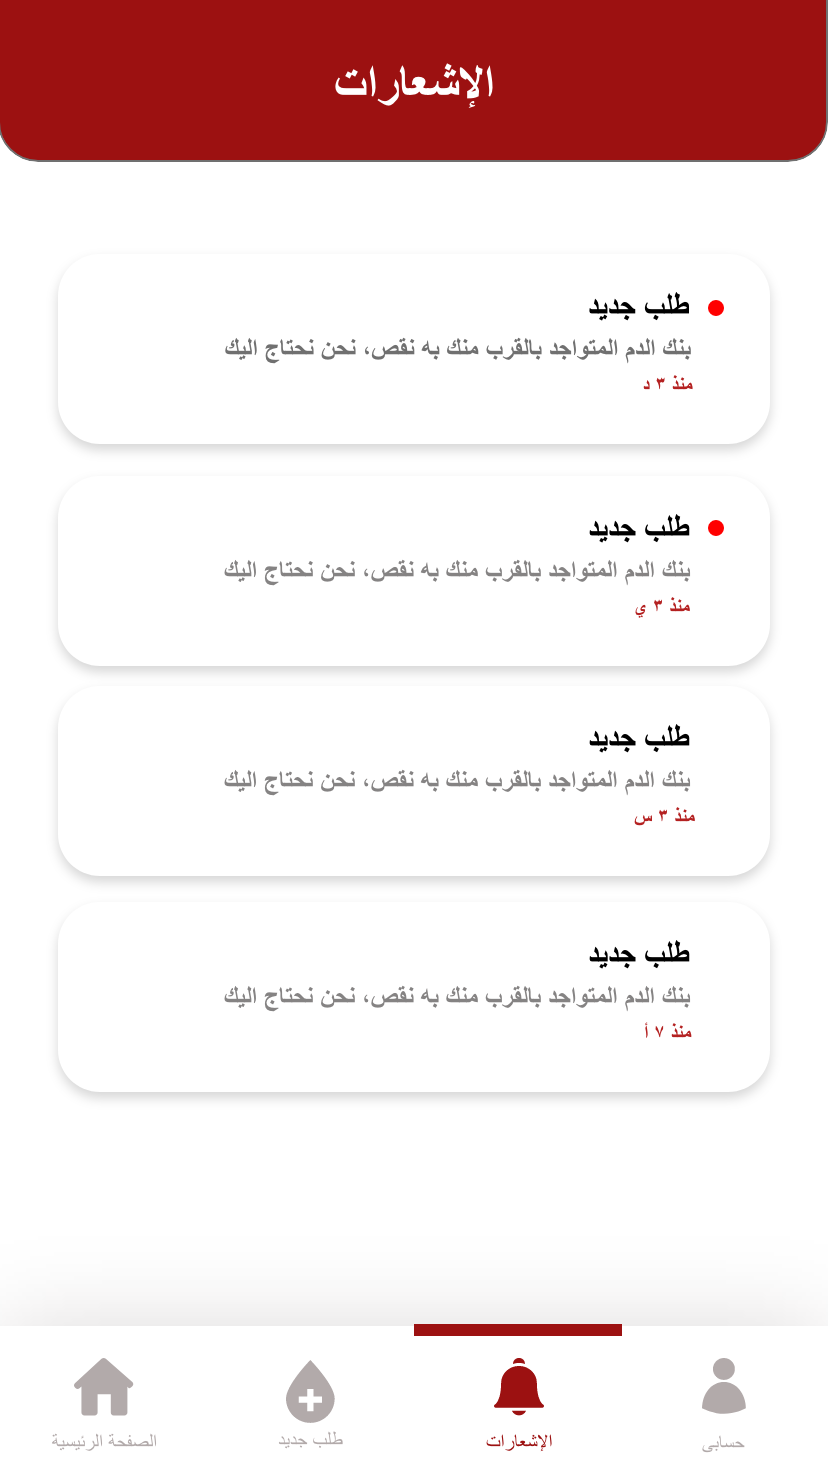 الإشعارات
طلب جديد
بنك الدم المتواجد بالقرب منك به نقص، نحن نحتاج اليك
منذ ٣ د
طلب جديد
بنك الدم المتواجد بالقرب منك به نقص، نحن نحتاج اليك
منذ ٣ ي
طلب جديد
بنك الدم المتواجد بالقرب منك به نقص، نحن نحتاج اليك
منذ ٣ س
طلب جديد
بنك الدم المتواجد بالقرب منك به نقص، نحن نحتاج اليك
منذ ٧ أ
حسابى
الإشعارات
طلب جديد
الصفحة الرئيسية